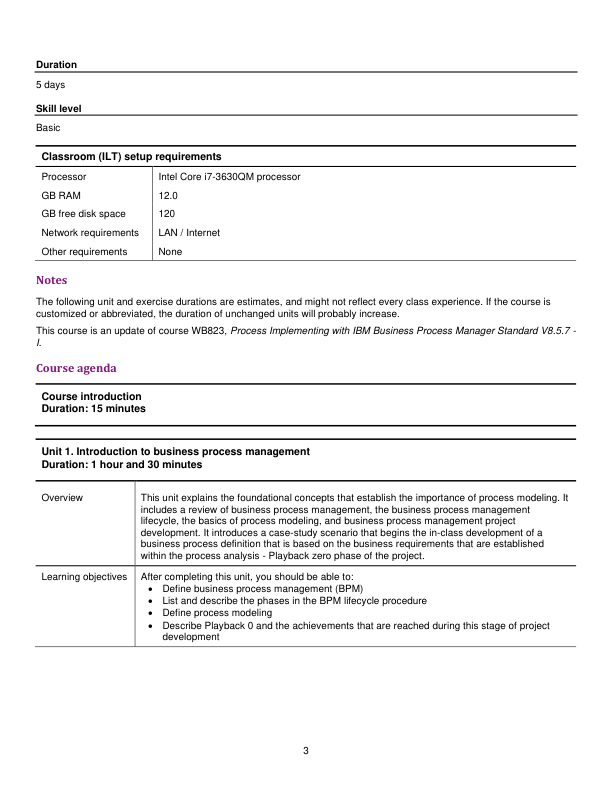 Duration
5 days
Skill level
Basic
Classroom (ILT) setup requirements
Processor Intel Core i7-3630QM processor
GB RAM 12.0
GB free disk space 120
Network requirements LAN / Internet
Other requirements None
Notes
The following unit and exercise durations are estimates, and might not reflect every class experience. If the course is
customized or abbreviated, the duration of unchanged units will probably increase.
This course is an update of course WB823, Process Implementing with IBM Business Process Manager Standard V8.5.7 -
I.
Course agenda
Course introduction
Duration: 15 minutes
Unit 1. Introduction to business process management
Duration: 1 hour and 30 minutes
Overview This unit explains the foundational concepts that establish the importance of process modeling. It
includes a review of business process management, the business process management
lifecycle, the basics of process modeling, and business process management project
development. It introduces a case-study scenario that begins the in-class development of a
business process definition that is based on the business requirements that are established
within the process analysis - Playback zero phase of the project.
Learning objectives After completing this unit, you should be able to:
• Define business process management (BPM)
• List and describe the phases in the BPM lifecycle procedure
• Define process modeling
• Describe Playback 0 and the achievements that are reached during this stage of project
development
3